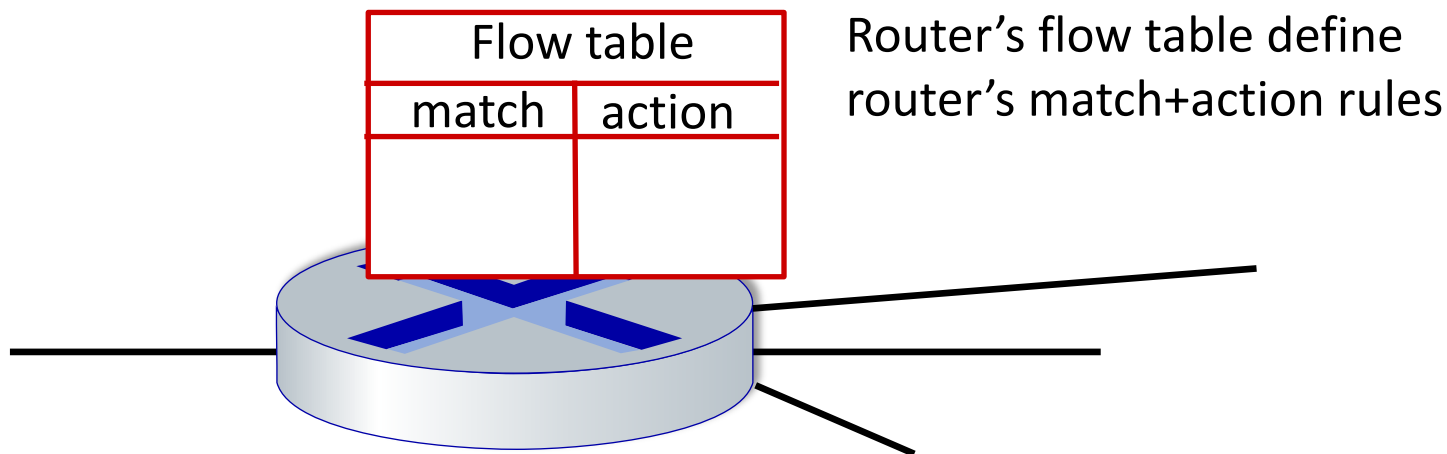 Flow table
match action
Router’s flow table define
router’s match+action rules